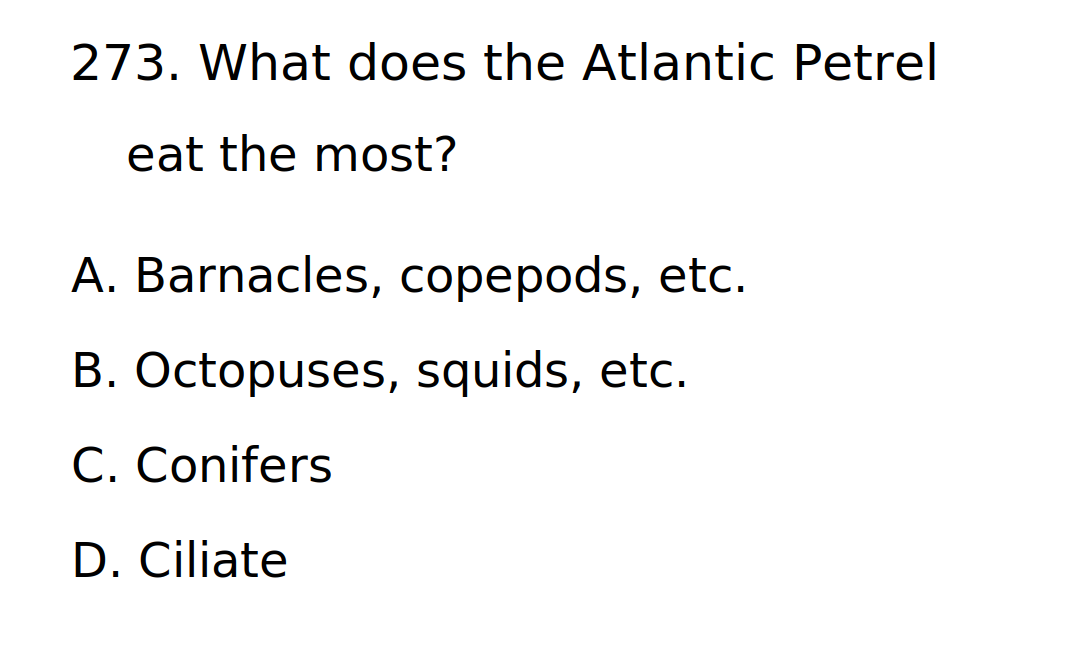 273. What does the Atlantic Petrel
eat the most?
A. Barnacles, copepods, etc.
B. Octopuses, squids, etc.
C. Conifers
D. Ciliate